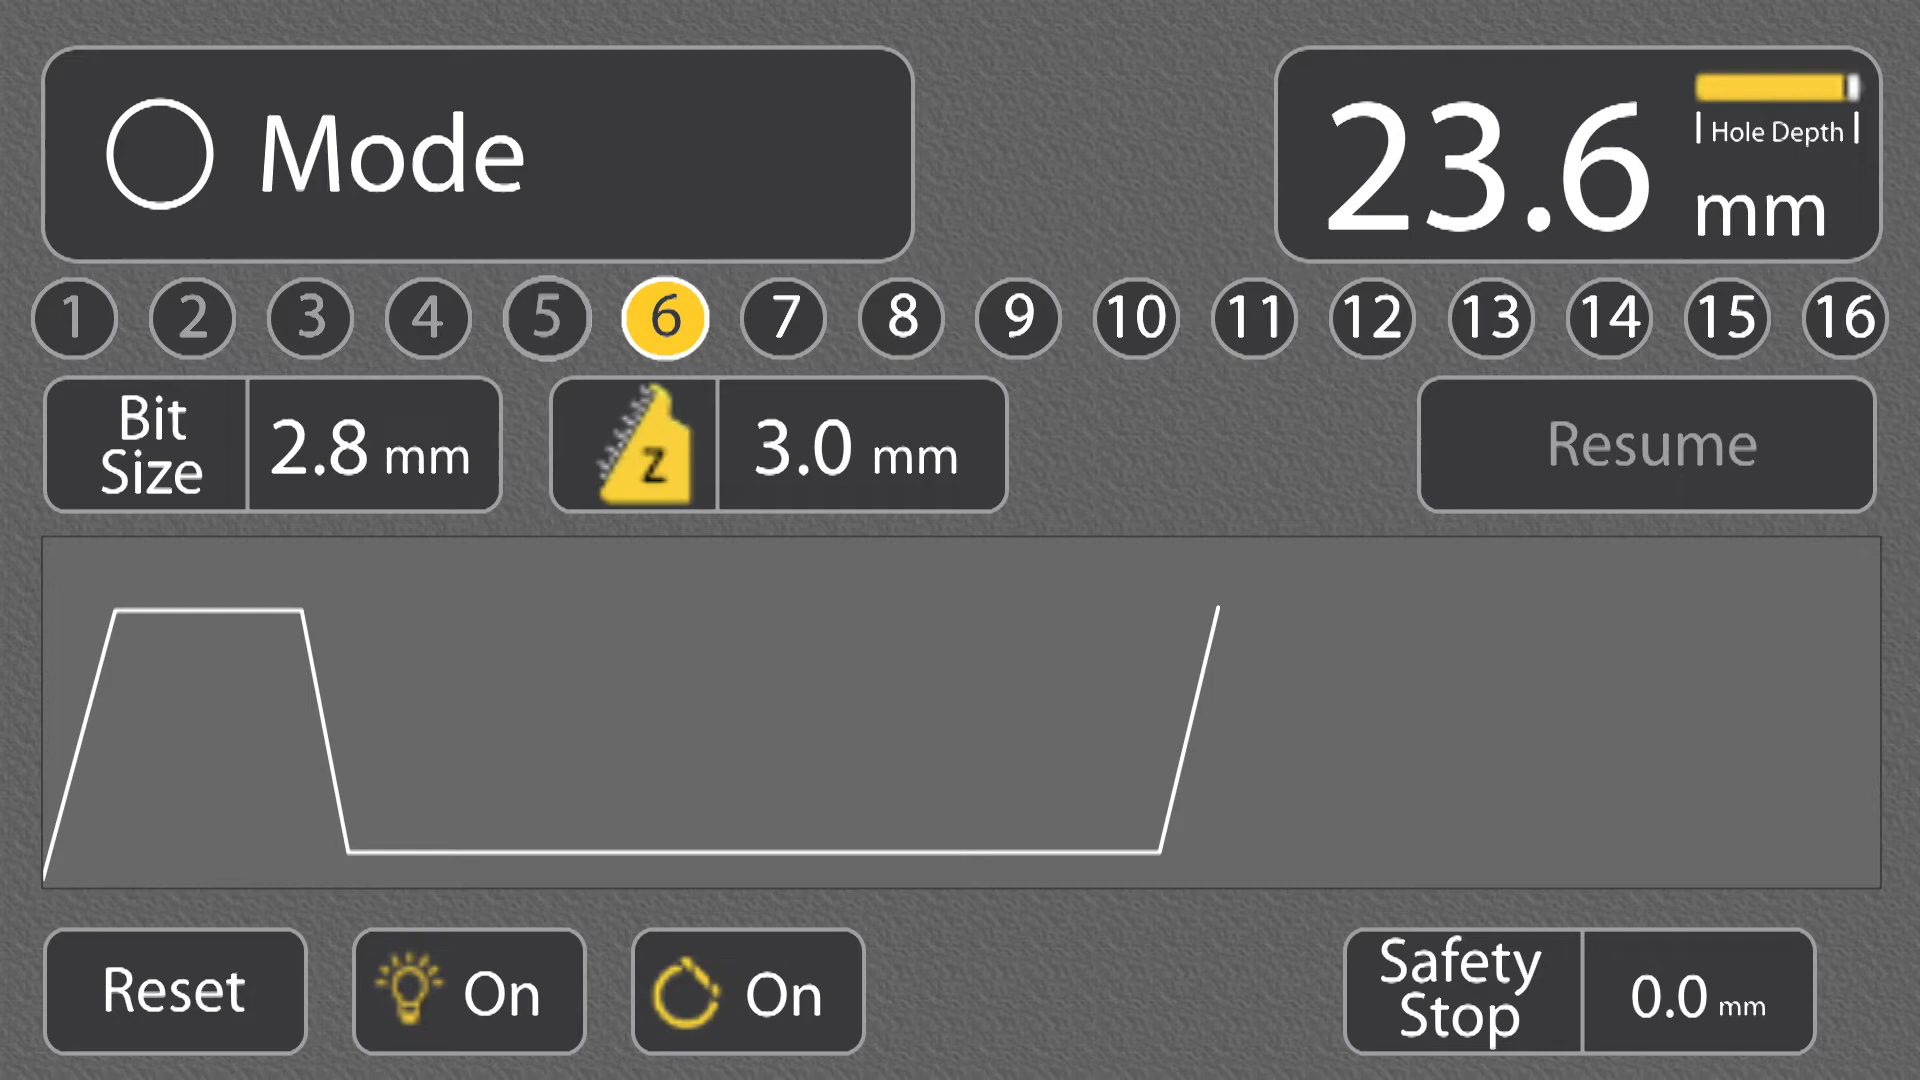 Mode
23.6 mm
Hole Depth
1 2 3 4 5 6 7 8 9 10 11 12 13 14 15 16
Bit
Size
2.8 mm
Z
3.0 mm
Resume
Reset
On
On
Safety
Stop
0.0 mm